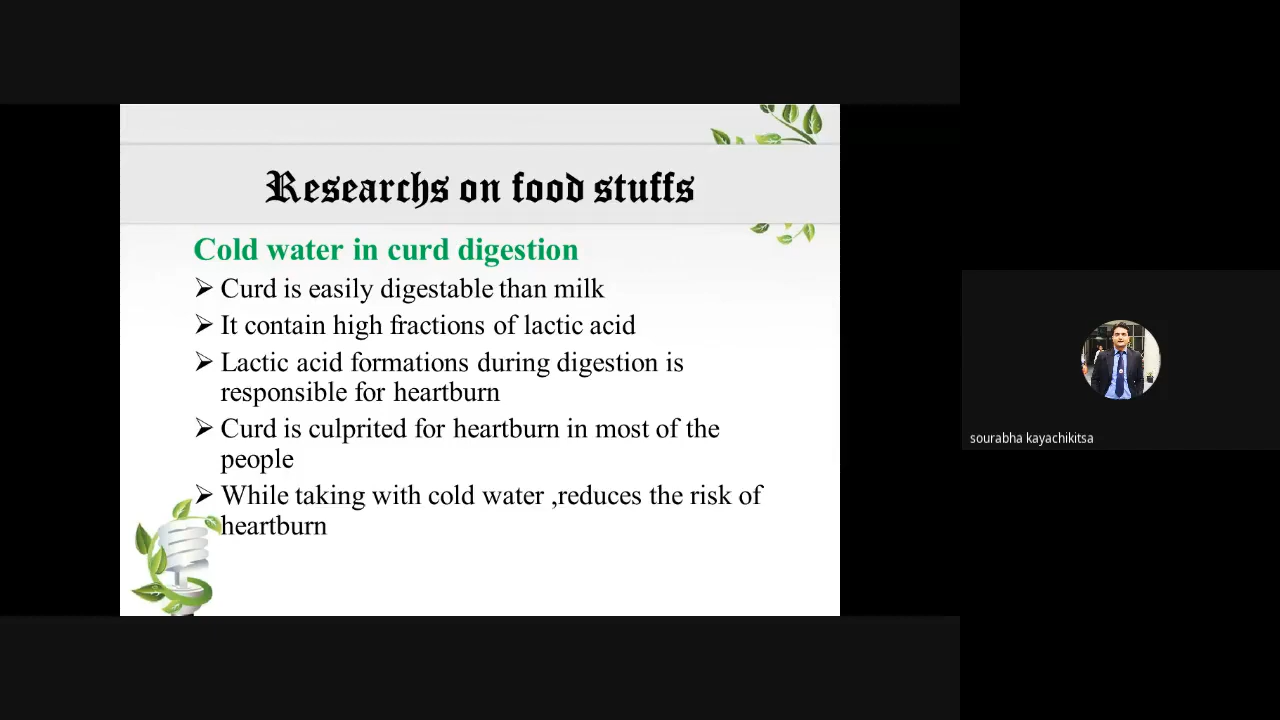 Researchs on food stuffs
Cold water in curd digestion
➢ Curd is easily digestable than milk
➢ It contain high fractions of lactic acid
➢ Lactic acid formations during digestion is
responsible for heartburn
➢ Curd is culprited for heartburn in most of the
people
➢ While taking with cold water ,reduces the risk of
heartburn
sourabha kayachikitsa